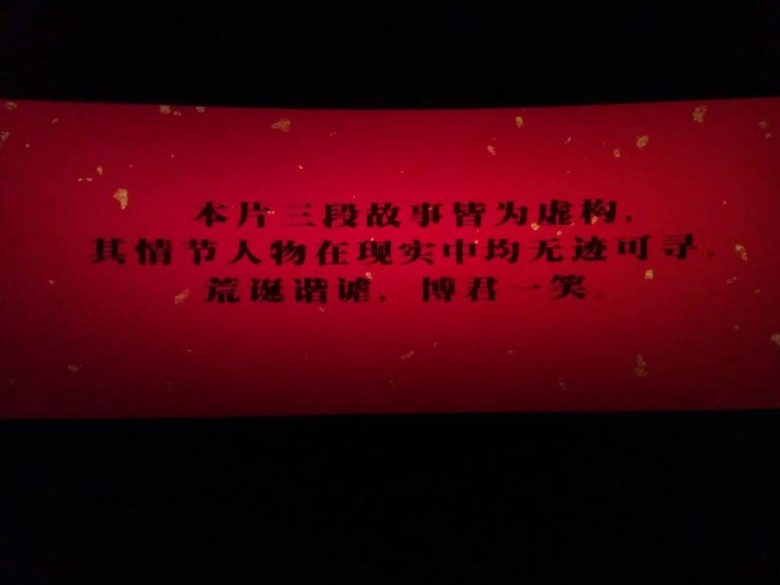 本片三段故事皆为虚构，
其情节人物在现实中均无迹可寻。
荒诞谐谑，博君一笑。